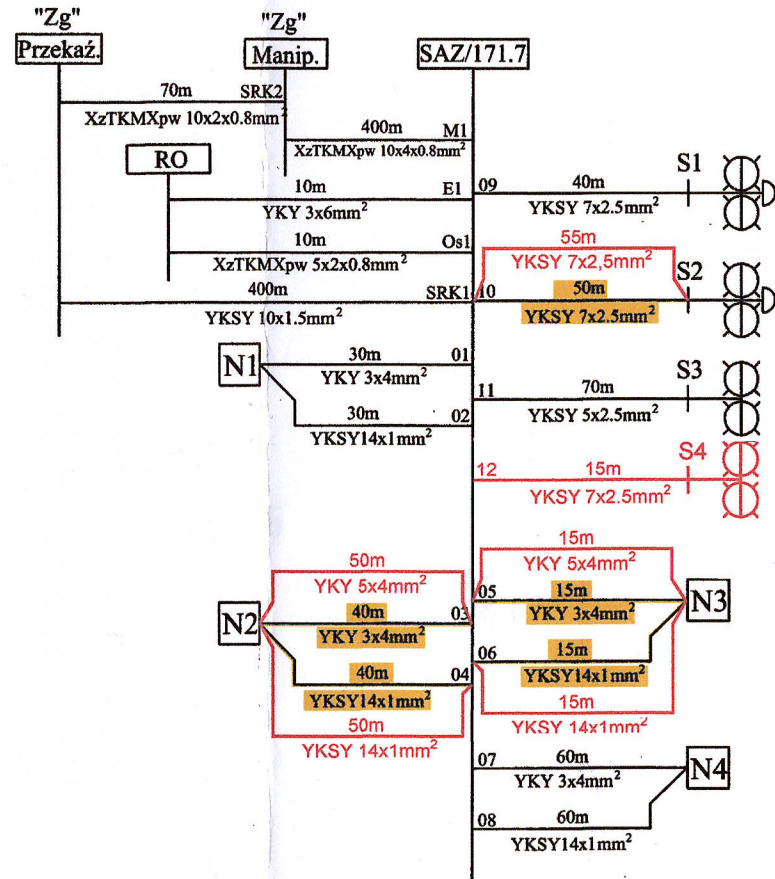 "Zg"
Przekaź.
"Zg"
Manip.
SAZ/171.7
70m
SRK2
XzTKMXpw 10x2x0.8mm²
400m
M1
XzTKMXpw 10x4x0.8mm²
RO
10m
E1
YKY 3x6mm²
10m
Os1
XzTKMXpw 5x2x0.8mm²
400m
SRK1
YKSY 10x1.5mm²
09
40m
S1
YKSY 7x2.5mm²
55m
YKSY 7x2,5mm²
S2
10
50m
YKSY 7x2.5mm²
N1
30m
01
YKY 3x4mm²
30m
02
YKSY14x1mm²
11
70m
S3
YKSY 5x2.5mm²
12
15m
S4
YKSY 7x2.5mm²
50m
YKY 5x4mm²
N2
40m
03
YKY 3x4mm²
40m
04
YKSY14x1mm²
50m
YKSY 14x1mm²
15m
YKY 5x4mm²
05
15m
N3
YKY 3x4mm²
06
15m
YKSY14x1mm²
15m
YKSY 14x1mm²
07
60m
N4
YKY 3x4mm²
08
60m
YKSY14x1mm²